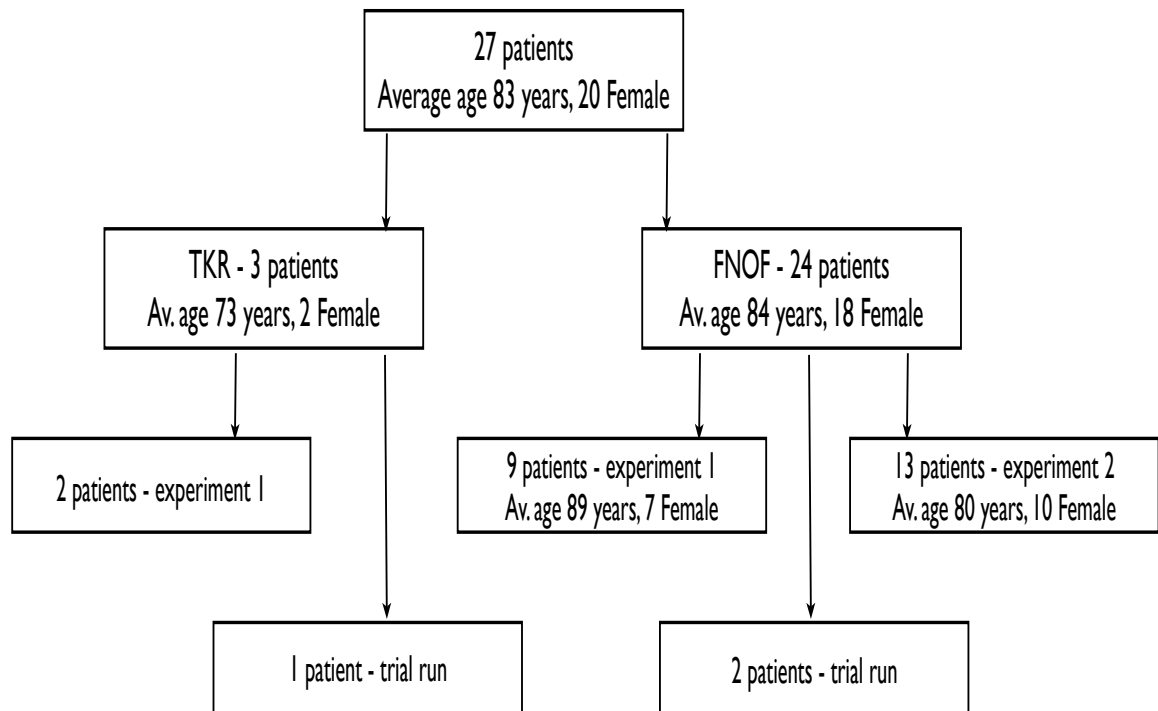 27 patients
Average age 83 years, 20 Female
TKR - 3 patients
Av. age 73 years, 2 Female
FNOF - 24 patients
Av. age 84 years, 18 Female
2 patients - experiment 1
9 patients - experiment 1
Av. age 89 years, 7 Female
13 patients - experiment 2
Av. age 80 years, 10 Female
1 patient - trial run
2 patients - trial run